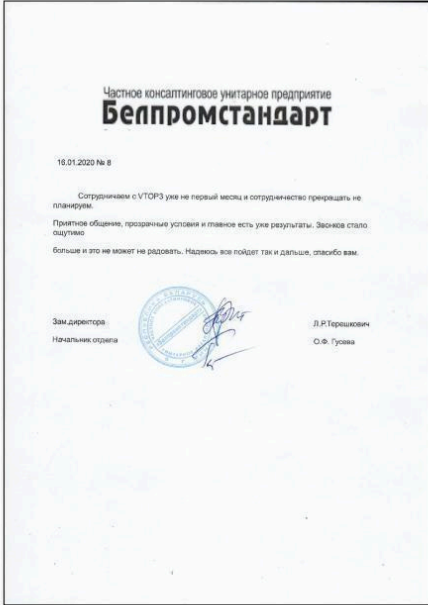 Частное консалтинговое унитарное предприятие
Белпромстандарт
16.01.2020 № 8
Сотрудничаем с VTOP3 уже не первый месяц и сотрудничество прекращать не
планируем.
Приятное общение, прозрачные условия и главное есть уже результаты. Звонков стало
ощутимо
больше и это не может не радовать. Надеюсь все пойдет так и дальше, спасибо вам.
Зам.директора
Л.Р.Терешкович
Начальник отдела
О.Ф. Гусева